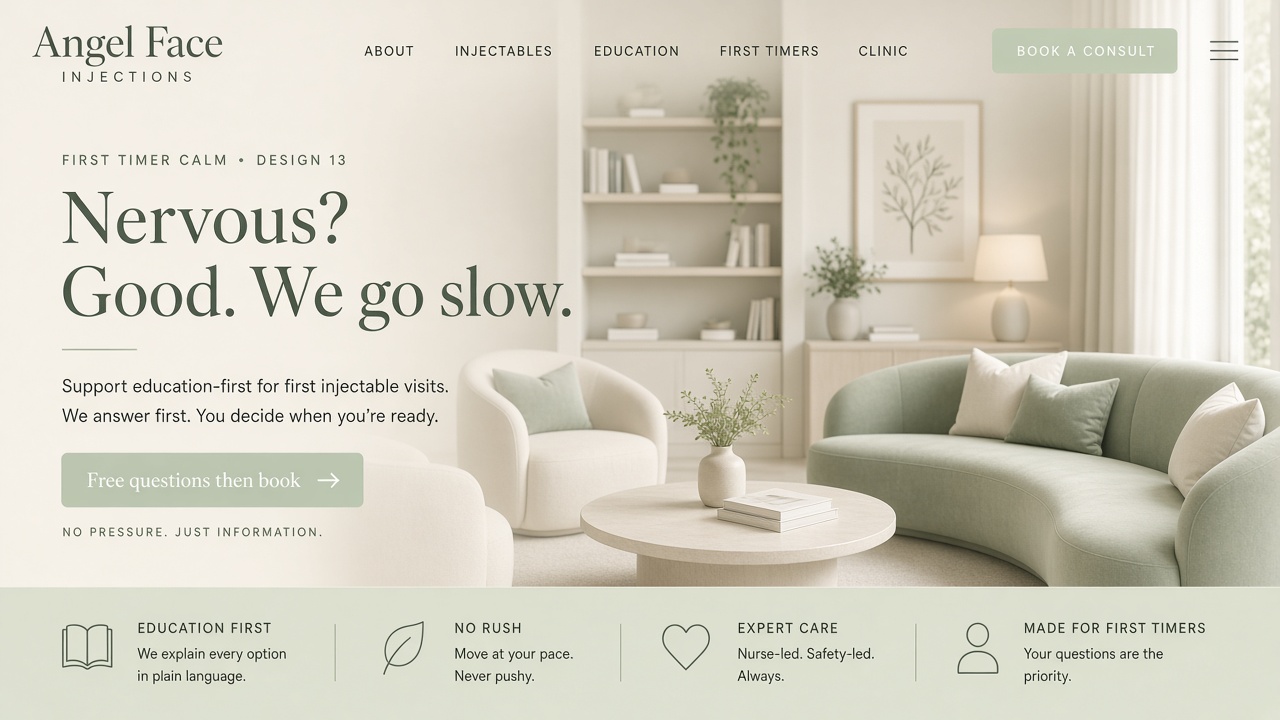 Angel Face
INJECTIONS
ABOUT
INJECTABLES
EDUCATION
FIRST TIMERS
CLINIC
BOOK A CONSULT
FIRST TIMER CALM • DESIGN 13
Nervous?
Good. We go slow.
Support education-first for first injectable visits.
We answer first. You decide when you’re ready.
Free questions then book →
NO PRESSURE. JUST INFORMATION.
EDUCATION FIRST
We explain every option
in plain language.
NO RUSH
Move at your pace.
Never pushy.
EXPERT CARE
Nurse-led. Safety-led.
Always.
MADE FOR FIRST TIMERS
Your questions are the
priority.